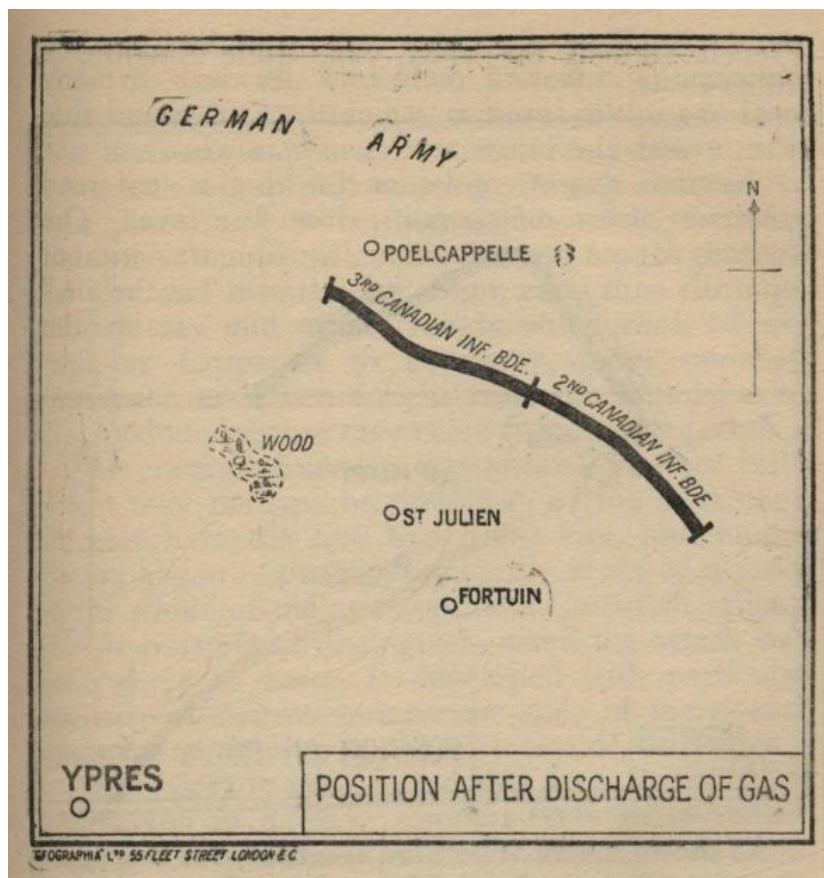 GERMAN ARMY
N
POELCAPPELLE
3RD CANADIAN INF. BDE.
2ND CANADIAN INF. BDE
WOOD
ST JULIEN
FORTUIN
YPRES
POSITION AFTER DISCHARGE OF GAS
"GEOGRAPHIA" LTD 55 FLEET STREET LONDON E.C.